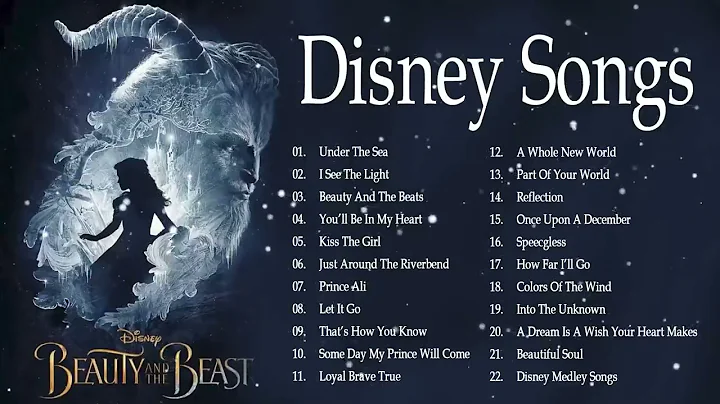 Disney Songs
01. Under The Sea
02. I See The Light
03. Beauty And The Beats
04. You'll Be In My Heart
05. Kiss The Girl
06. Just Around The Riverbend
07. Prince Ali
08. Let It Go
09. That's How You Know
10. Some Day My Prince Will Come
11. Loyal Brave True
12. A Whole New World
13. Part Of Your World
14. Reflection
15. Once Upon A December
16. Speecgless
17. How Far I'll Go
18. Colors Of The Wind
19. Into The Unknown
20. A Dream Is A Wish Your Heart Makes
21. Beautiful Soul
22. Disney Medley Songs
Disney
BEAUTY AND THE BEAST